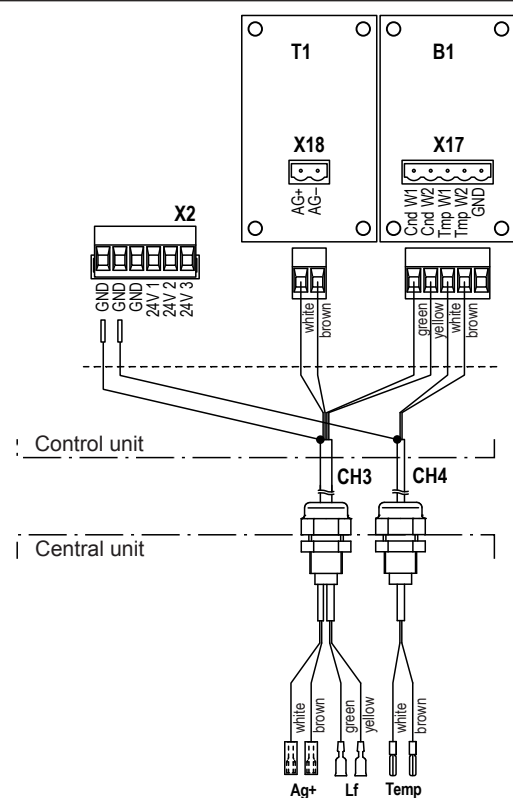 T1
B1
X18
X17
AG+
AG–
Cnd W1
Cnd W2
Tmp W1
Tmp W2
GND
X2
GND
GND
GND
24V 1
24V 2
24V 3
white
brown
green
yellow
white
brown
Control unit
CH3
CH4
Central unit
white
brown
green
yellow
white
brown
Ag+
Lf
Temp